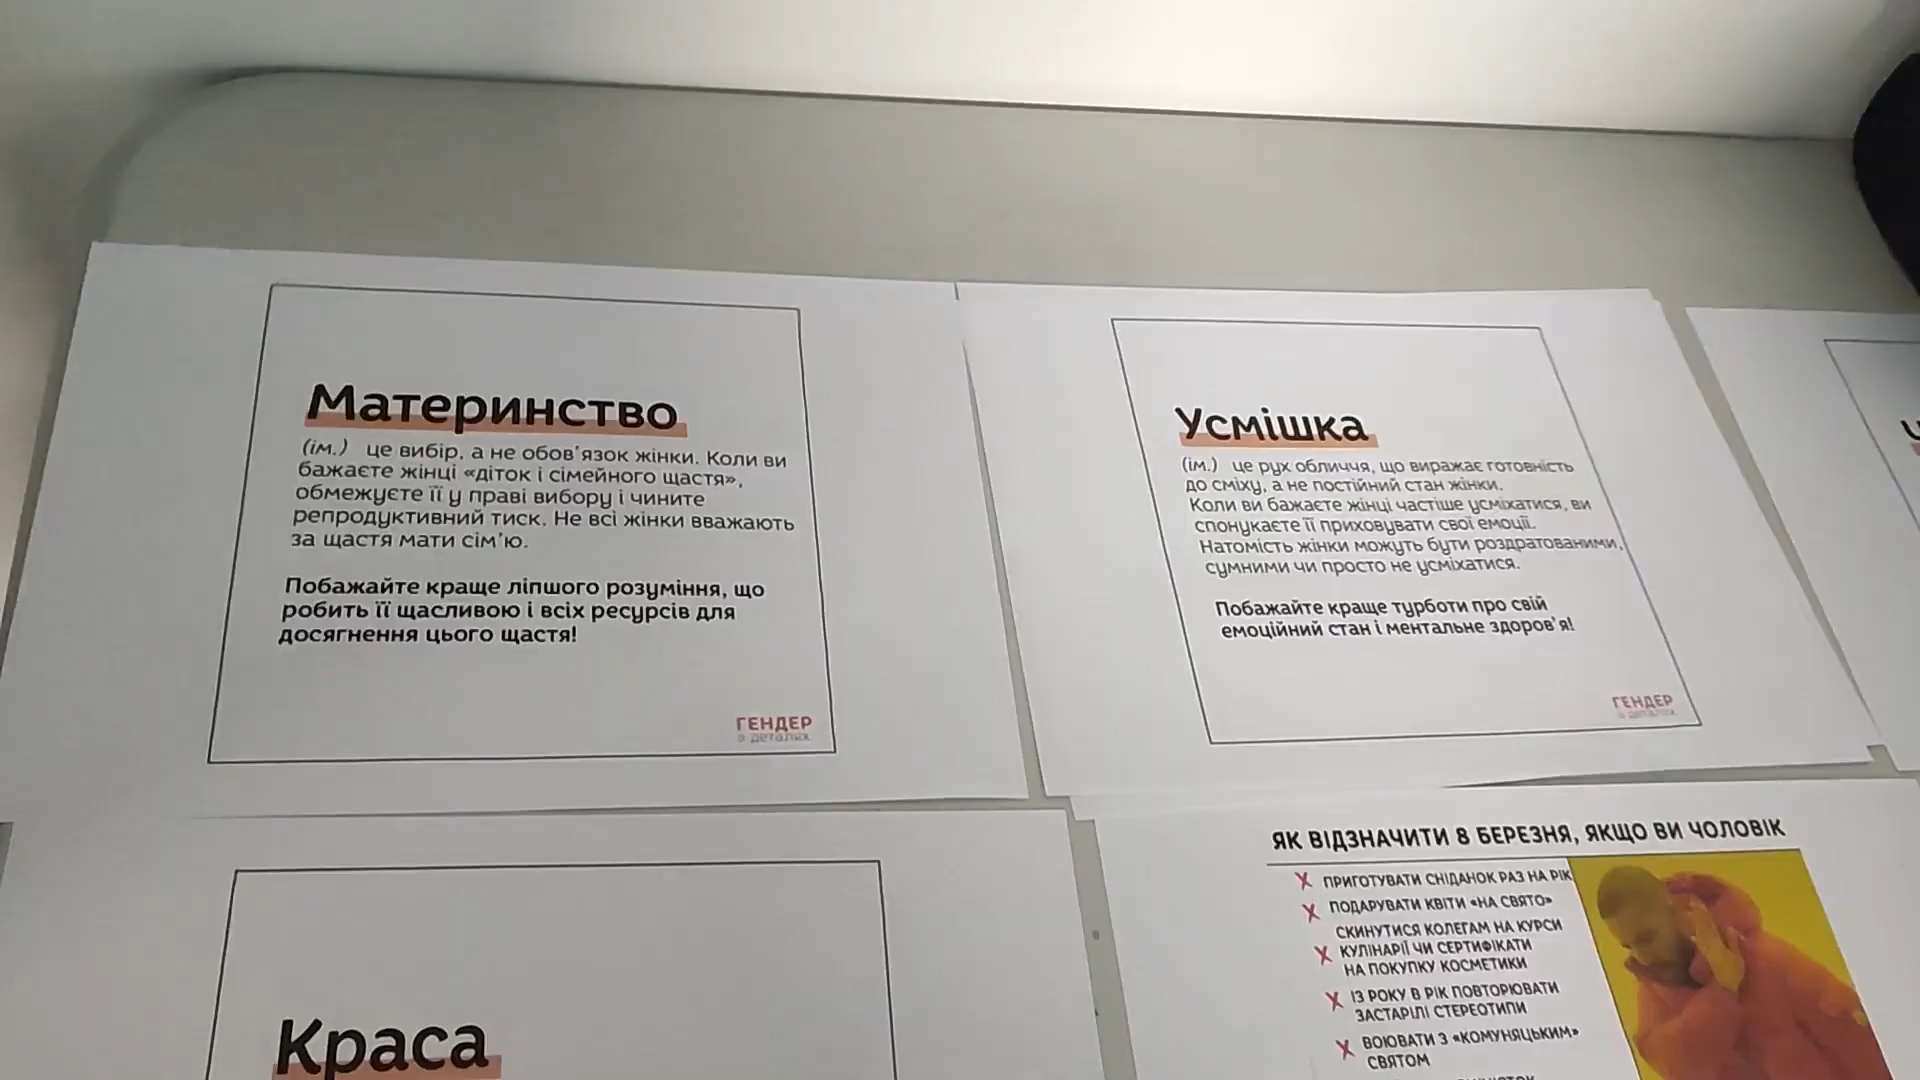 Материнство
(ім.) це вибір, а не обов'язок жінки. Коли ви
бажаєте жінці «діток і сімейного щастя»,
обмежуєте її у праві вибору і чините
репродуктивний тиск. Не всі жінки вважають
за щастя мати сім'ю.
Побажайте краще ліпшого розуміння, що
робить її щасливою і всіх ресурсів для
досягнення цього щастя!
ГЕНДЕР
в деталях
Усмішка
(ім.) це рух обличчя, що виражає готовність
до сміху, а не постійний стан жінки.
Коли ви бажаєте жінці частіше усміхатися, ви
спонукаєте її приховувати свої емоції.
Натомість жінки можуть бути роздратованими,
сумними чи просто не усміхатися.
Побажайте краще турботи про свій
емоційний стан і ментальне здоров'я!
ГЕНДЕР
в деталях
Краса
ЯК ВІДЗНАЧИТИ 8 БЕРЕЗНЯ, ЯКЩО ВИ ЧОЛОВІК
X ПРИГОТУВАТИ СНІДАНОК РАЗ НА РІК
X ПОДАРУВАТИ КВІТИ «НА СВЯТО»
СКИНУТИСЯ КОЛЕГАМ НА КУРСИ
X КУЛІНАРІЇ ЧИ СЕРТИФІКАТИ
НА ПОКУПКУ КОСМЕТИКИ
X ІЗ РОКУ В РІК ПОВТОРЮВАТИ
ЗАСТАРІЛІ СТЕРЕОТИПИ
X ВОЮВАТИ З «КОМУНЯЦЬКИМ»
СВЯТОМ